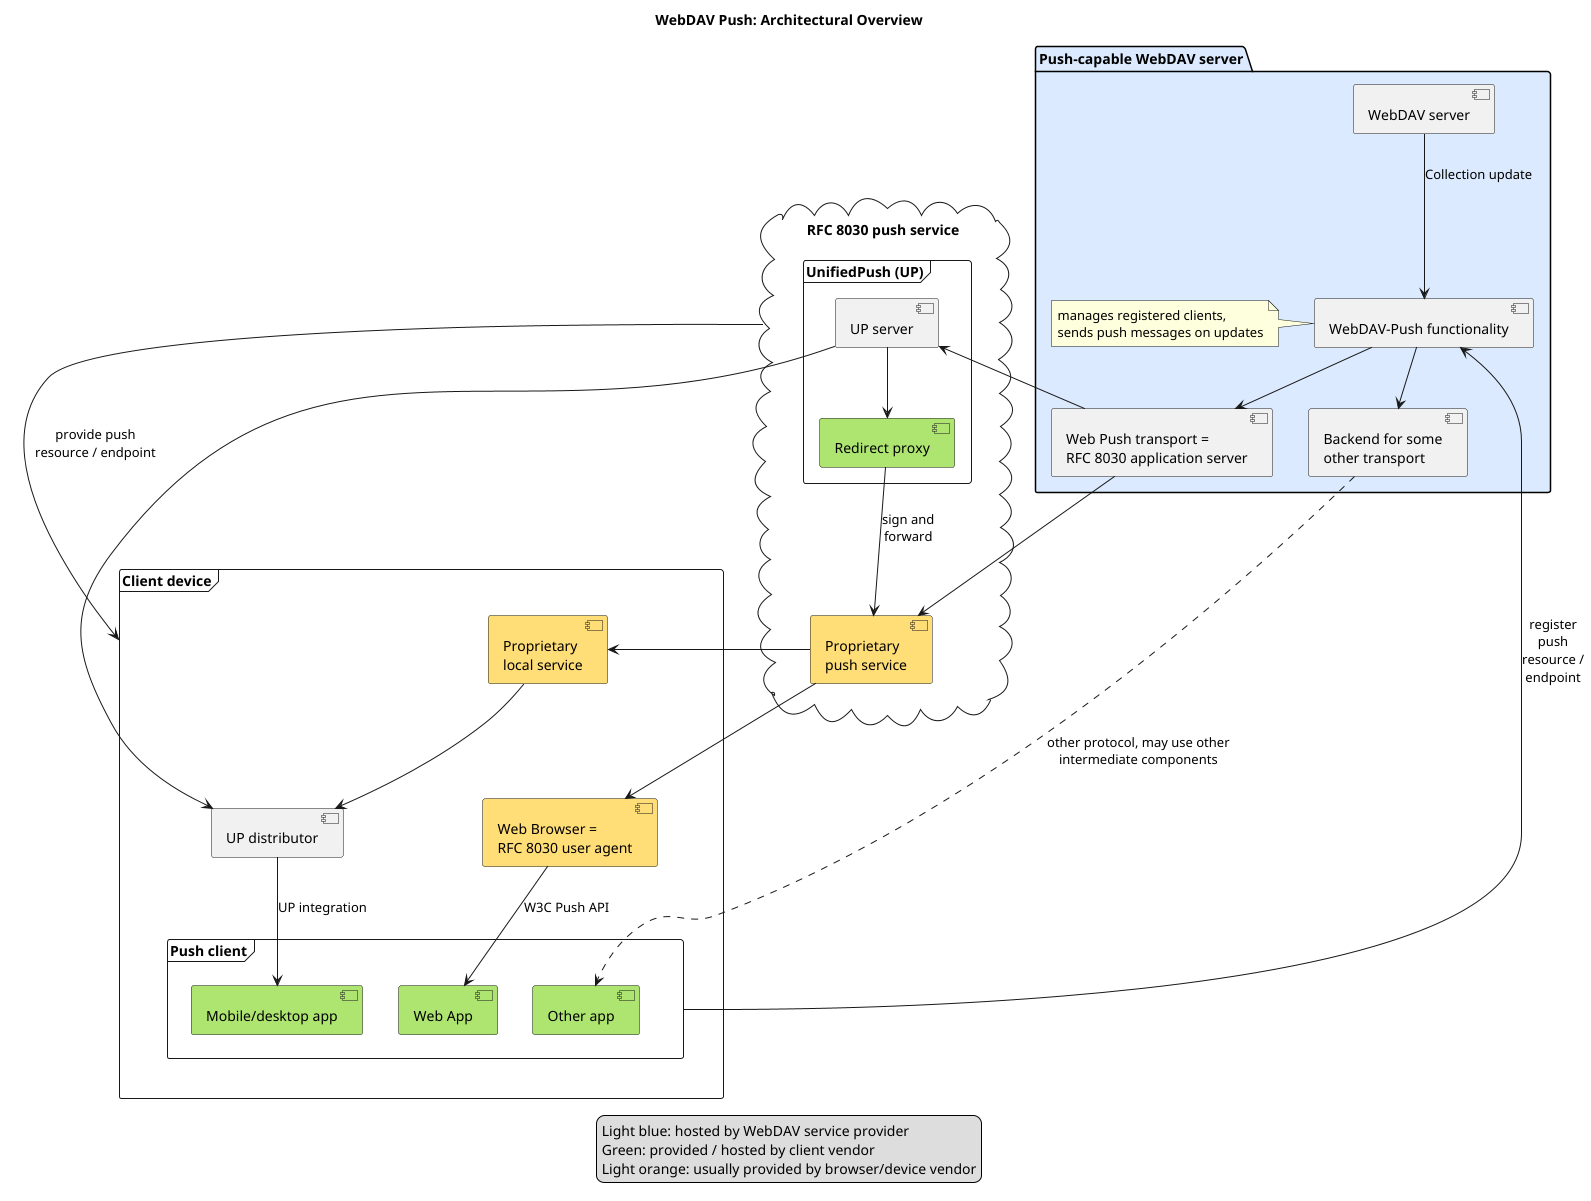 WebDAV Push: Architectural Overview
Push-capable WebDAV server
WebDAV server
Collection update
RFC 8030 push service
UnifiedPush (UP)
UP server
manages registered clients,
sends push messages on updates
WebDAV-Push functionality
provide push
resource / endpoint
Redirect proxy
Web Push transport =
RFC 8030 application server
Backend for some
other transport
sign and
forward
Client device
Proprietary
local service
Proprietary
push service
register
push
resource /
endpoint
other protocol, may use other
intermediate components
UP distributor
Web Browser =
RFC 8030 user agent
UP integration
W3C Push API
Push client
Mobile/desktop app
Web App
Other app
Light blue: hosted by WebDAV service provider
Green: provided / hosted by client vendor
Light orange: usually provided by browser/device vendor